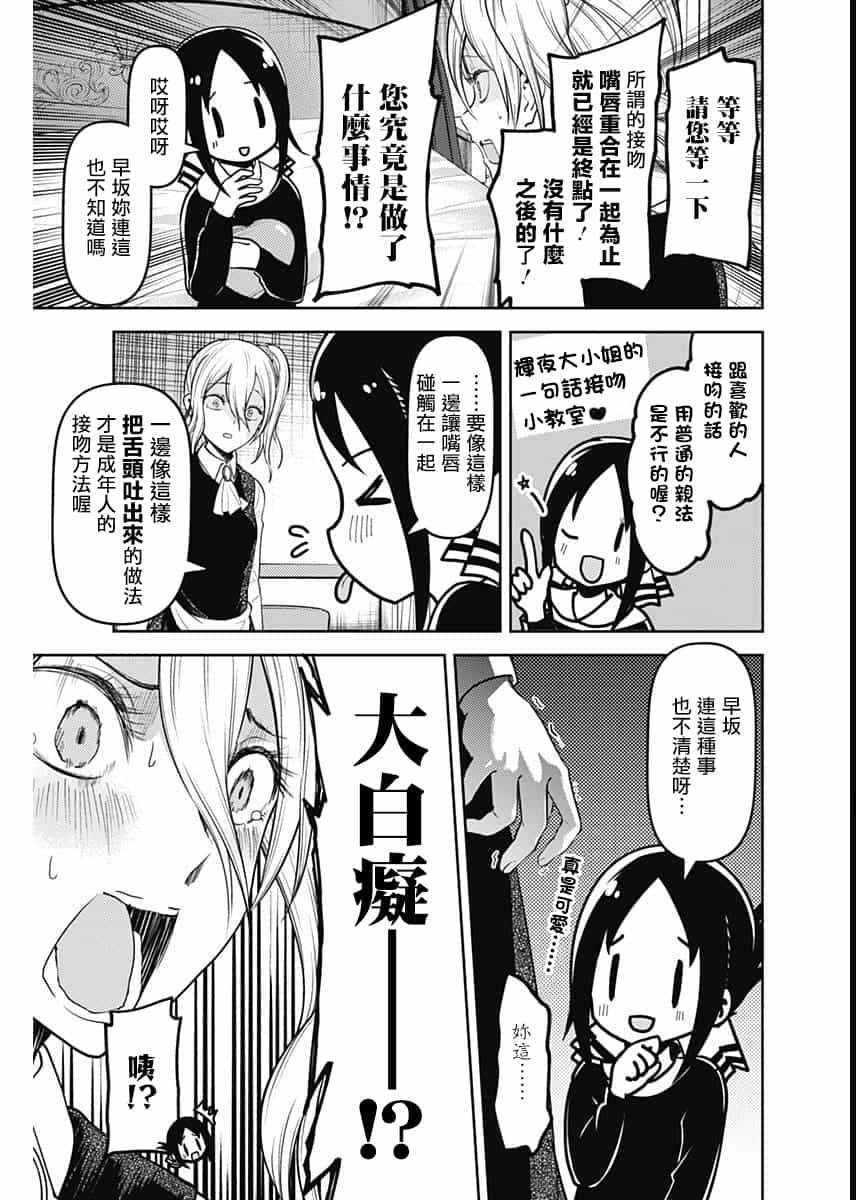 等等
請您等一下
所謂的接吻
嘴唇重合在一起為止
就已經是終點了！
沒有什麼
之後的了！
您究竟是做了
什麼事情!?
哎呀哎呀
早坂妳連這
也不知道嗎
跟喜歡的人
接吻的話
用普通的親法
是不行的喔？
輝夜大小姐的
一句話接吻
小教室♥
……要像這樣
一邊讓嘴唇
碰觸在一起
一邊像這樣
把舌頭吐出來的做法
才是成年人的
接吻方法喔
早坂
連這種事
也不清楚呀…
真是可愛……
妳這……
大白癡——!?
咦!?